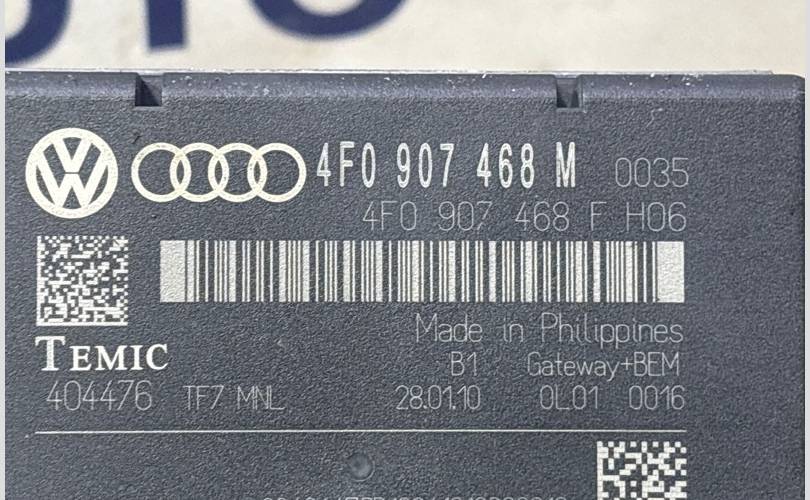 4F0 907 468 M 0035
4F0 907 468 F H06
TEMIC
Made in Philippines
B1 Gateway+BEM
404476 TF7 MNL 28.01.10 0L01 0016